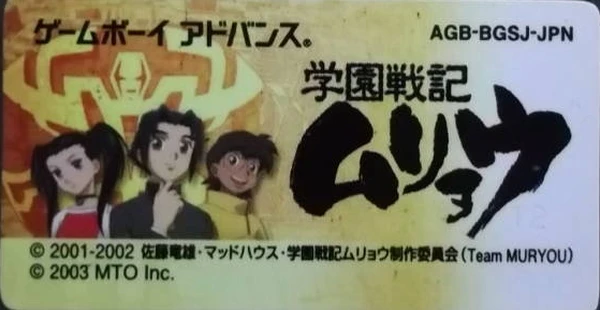 ゲームボーイ アドバンス®
AGB-BGSJ-JPN
学園戦記
ムリョウ
© 2001-2002 佐藤竜雄・マッドハウス・学園戦記ムリョウ制作委員会(Team MURYOU)
© 2003 MTO Inc.